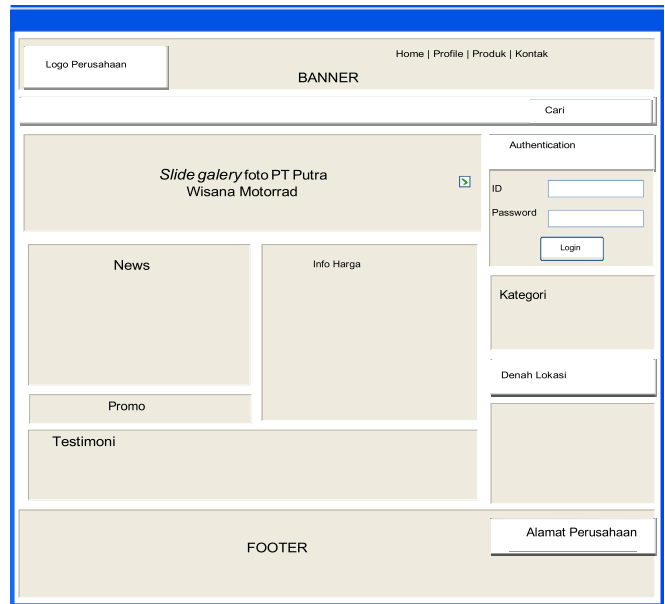 Logo Perusahaan
Home | Profile | Produk | Kontak
BANNER
Cari
Slide galery foto PT Putra
Wisana Motorrad
Authentication
ID
Password
Login
News
Info Harga
Kategori
Denah Lokasi
Promo
Testimoni
FOOTER
Alamat Perusahaan